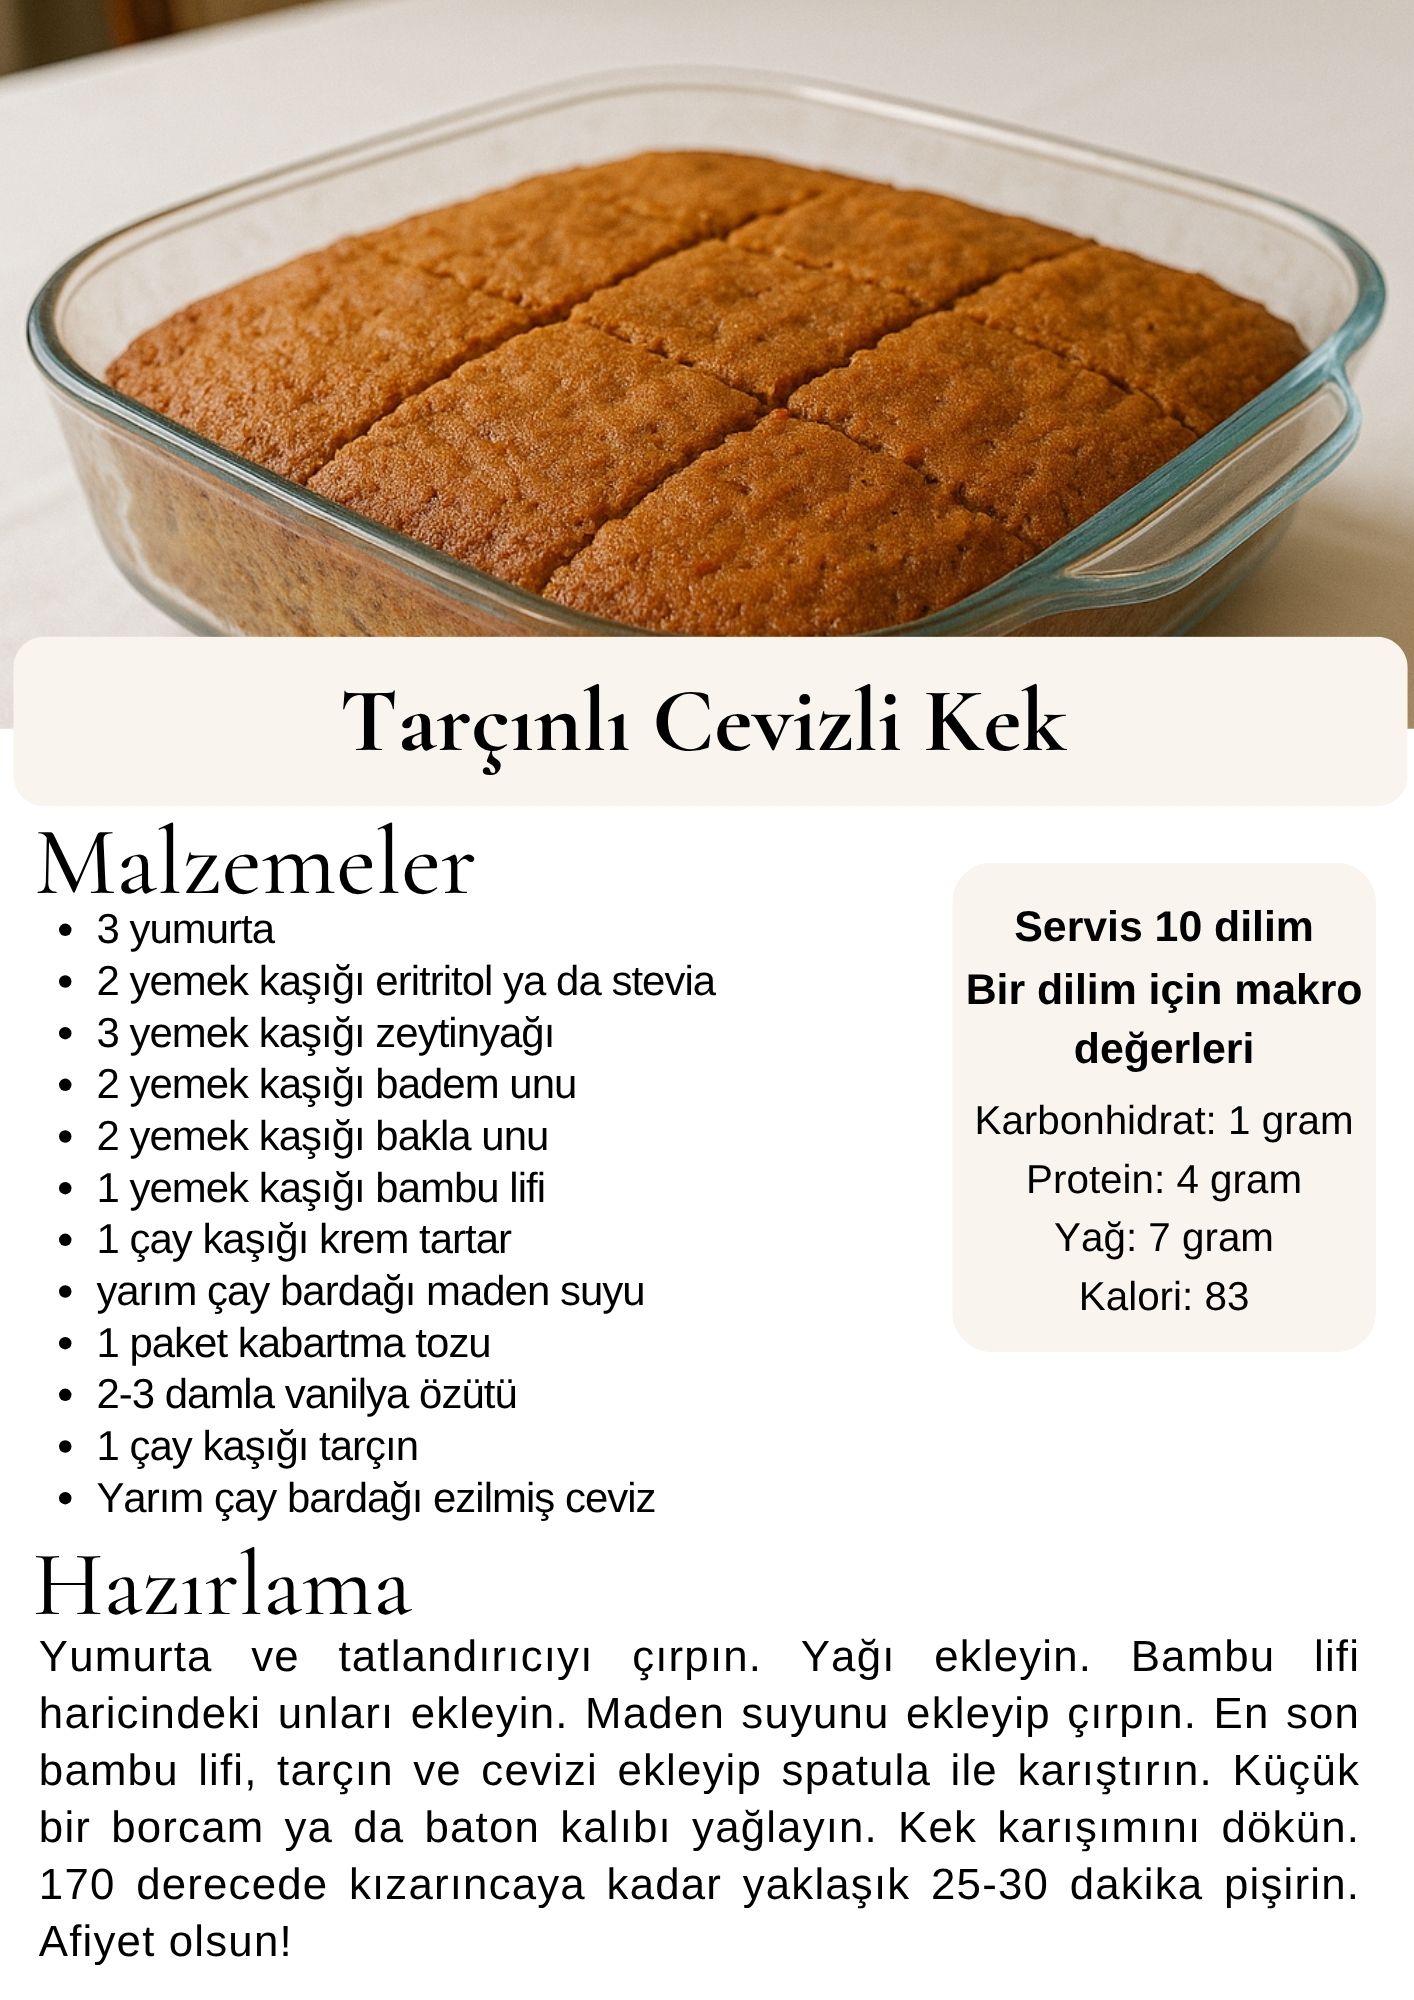 Tarçınlı Cevizli Kek
Malzemeler
3 yumurta
2 yemek kaşığı eritritol ya da stevia
3 yemek kaşığı zeytinyağı
2 yemek kaşığı badem unu
2 yemek kaşığı bakla unu
1 yemek kaşığı bambu lifi
1 çay kaşığı krem tartar
yarım çay bardağı maden suyu
1 paket kabartma tozu
2-3 damla vanilya özütü
1 çay kaşığı tarçın
Yarım çay bardağı ezilmiş ceviz
Servis 10 dilim
Bir dilim için makro
değerleri
Karbonhidrat: 1 gram
Protein: 4 gram
Yağ: 7 gram
Kalori: 83
Hazırlama
Yumurta ve tatlandırıcıyı çırpın. Yağı ekleyin. Bambu lifi
haricindeki unları ekleyin. Maden suyunu ekleyip çırpın. En son
bambu lifi, tarçın ve cevizi ekleyip spatula ile karıştırın. Küçük
bir borcam ya da baton kalıbı yağlayın. Kek karışımını dökün.
170 derecede kızarıncaya kadar yaklaşık 25-30 dakika pişirin.
Afiyet olsun!